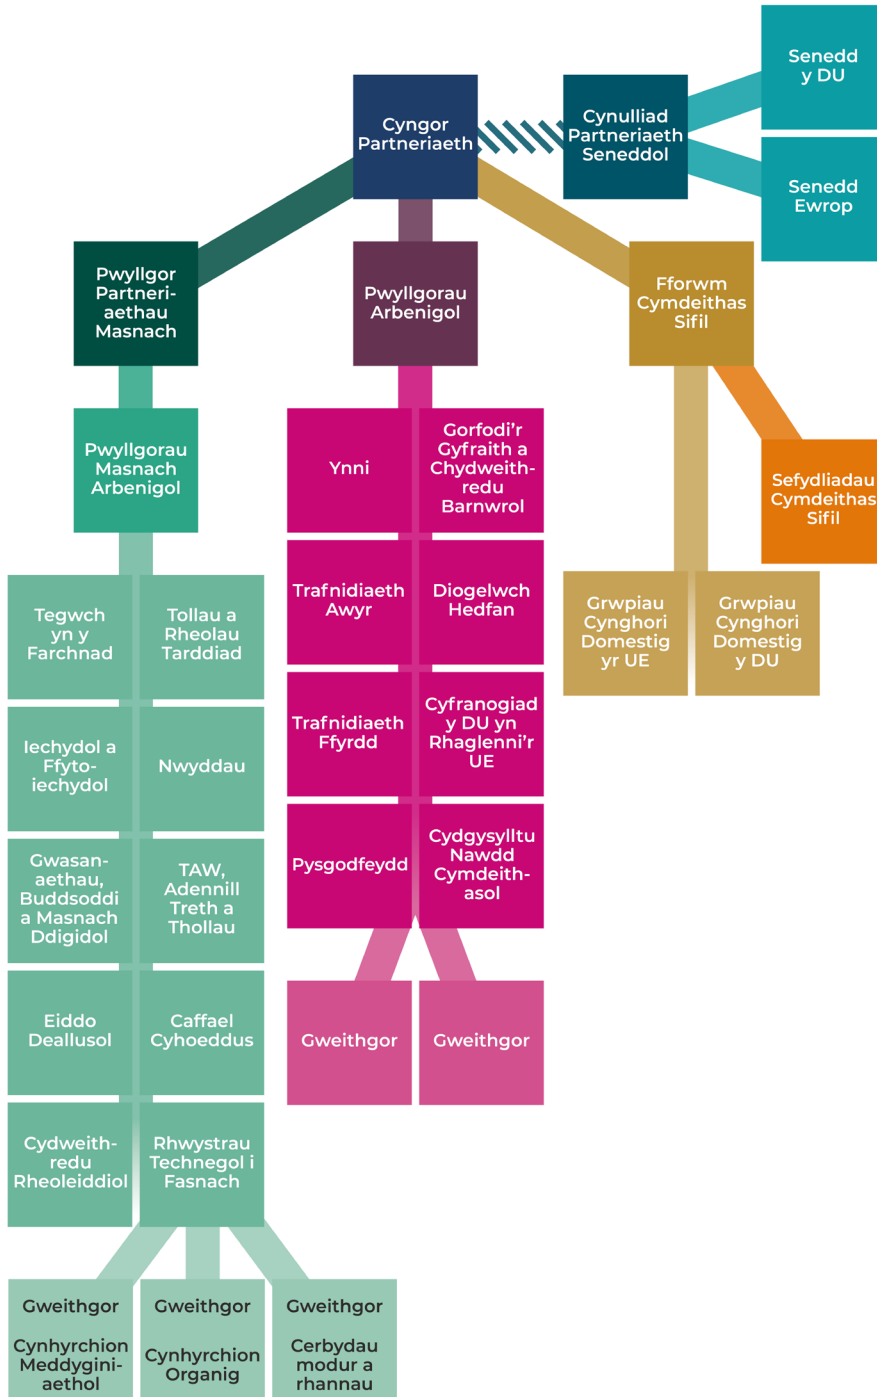 Senedd
y DU
Cyngor
Partneriaeth
Cynulliad
Partneriaeth
Seneddol
Senedd
Ewrop
Pwyllgor
Partneri-
aethau
Masnach
Pwyllgorau
Arbenigol
Fforwm
Cymdeithas
Sifil
Pwyllgorau
Masnach
Arbenigol
Sefydliadau
Cymdeithas
Sifil
Grwpiau
Cynghori
Domestig
yr UE
Grwpiau
Cynghori
Domestig
y DU
Ynni
Gorfodi’r
Gyfraith a
Chydweith-
redu
Barnwrol
Trafnidiaeth
Awyr
Diogelwch
Hedfan
Trafnidiaeth
Ffyrdd
Cyfranogiad
y DU yn
Rhaglenni’r
UE
Pysgodfeydd
Cydgysylltu
Nawdd
Cymdeith-
asol
Gweithgor
Gweithgor
Tegwch
yn y
Farchnad
Tollau a
Rheolau
Tarddiad
Iechydol a
Ffyto-
iechydol
Nwyddau
Gwasan-
aethau,
Buddsoddi
a Masnach
Ddigidol
TAW,
Adennill
Treth a
Thollau
Eiddo
Deallusol
Caffael
Cyhoeddus
Cydweith-
redu
Rheoleiddiol
Rhwystrau
Technegol i
Fasnach
Gweithgor
Cynhyrchion
Meddygini-
aethol
Gweithgor
Cynhyrchion
Organig
Gweithgor
Cerbydau
modur a
rhannau